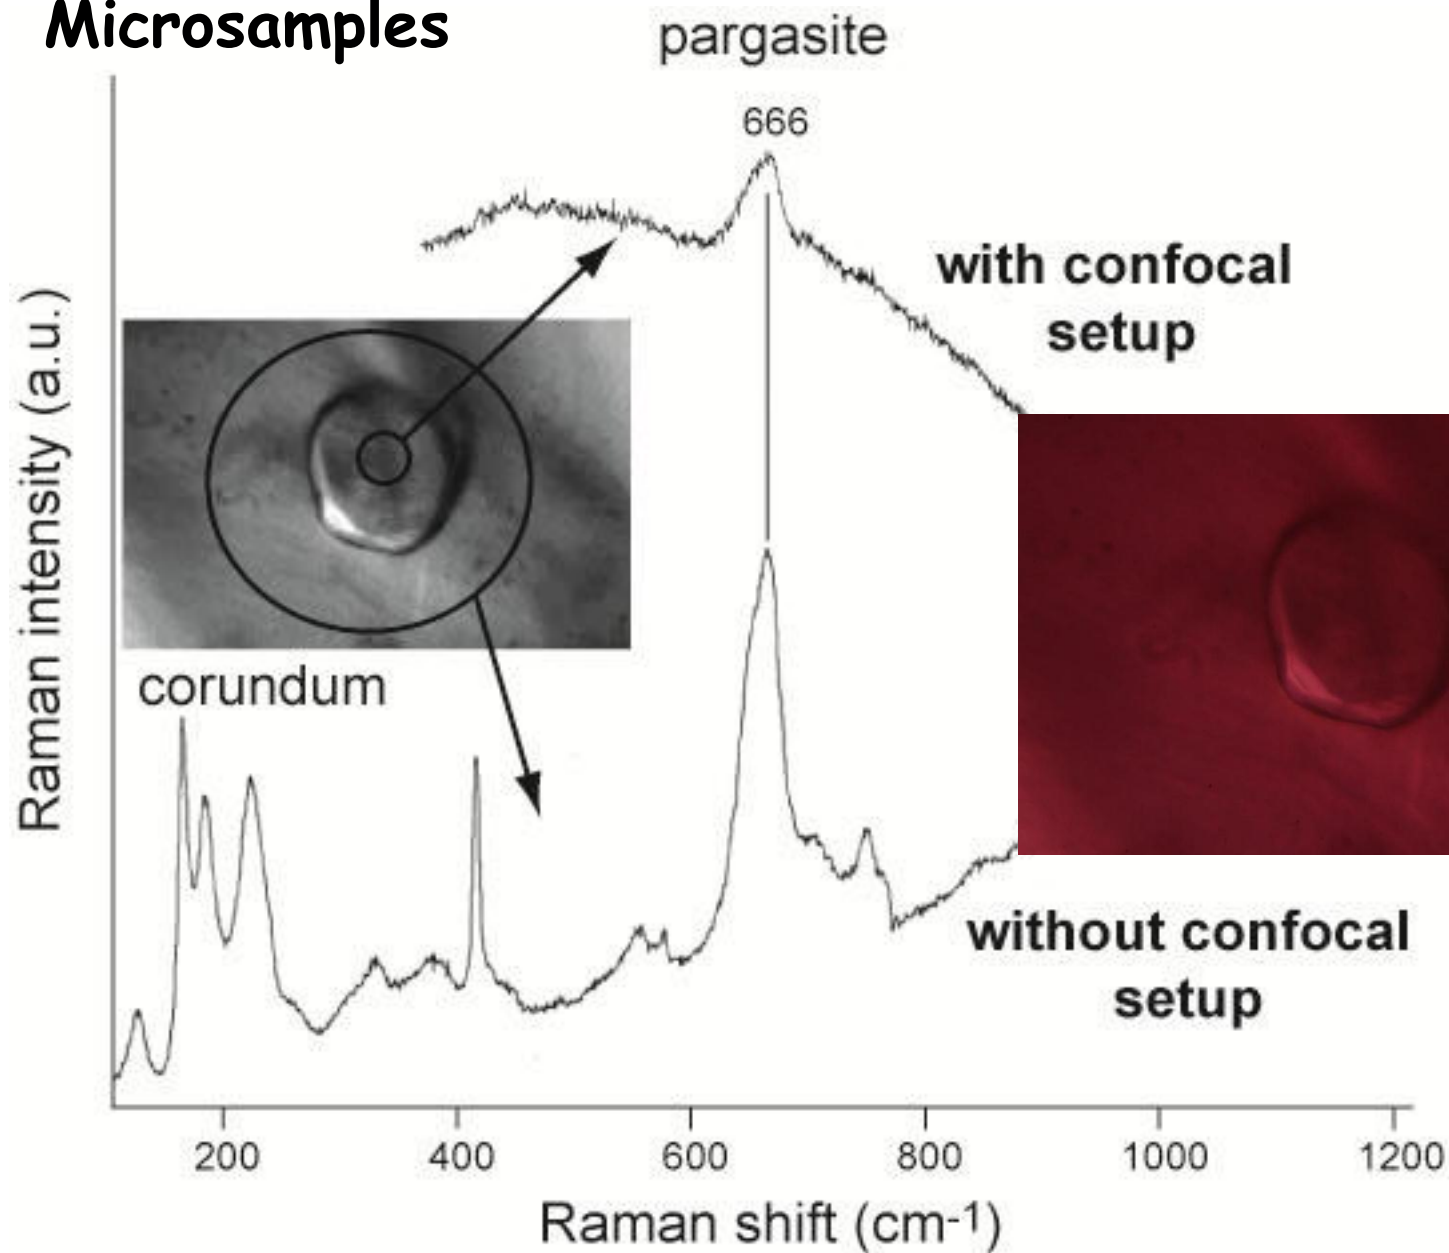 Microsamples
pargasite
666
with confocal
setup
Raman intensity (a.u.)
corundum
without confocal
setup
200 400 600 800 1000 1200
Raman shift (cm-1)